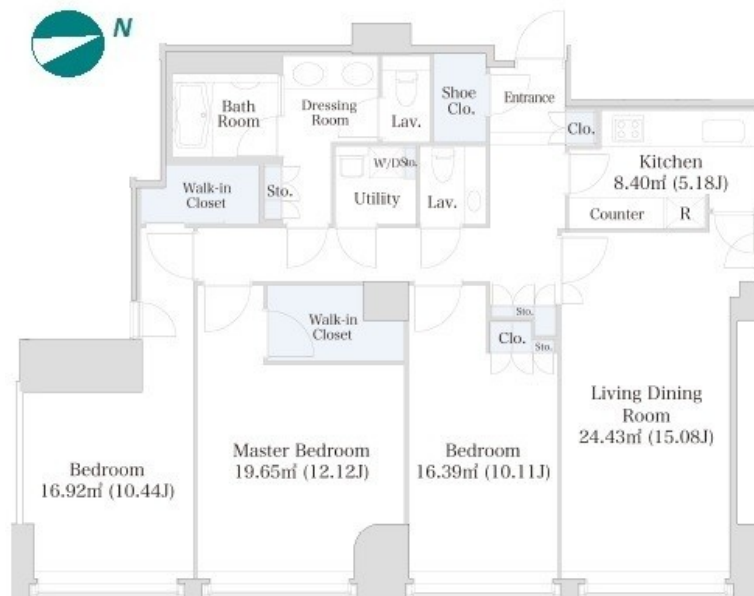 N
Bath
Room
Dressing
Room
Lav.
Shoe
Clo.
Entrance
Clo.
Kitchen
8.40㎡ (5.18J)
Counter
R
Walk-in
Closet
Sto.
W/D
Sto.
Utility
Lav.
Walk-in
Closet
Sto.
Clo.
Sto.
Living Dining
Room
24.43㎡ (15.08J)
Bedroom
16.92㎡ (10.44J)
Master Bedroom
19.65㎡ (12.12J)
Bedroom
16.39㎡ (10.11J)